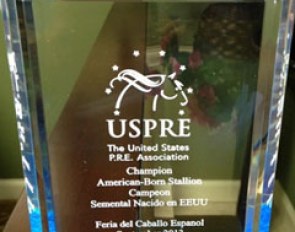 USPRE
The United States
P.R.E. Association
Champion
American-Born Stallion
Campeon
Semental Nacido en EEUU
Feria del Caballo Espanol